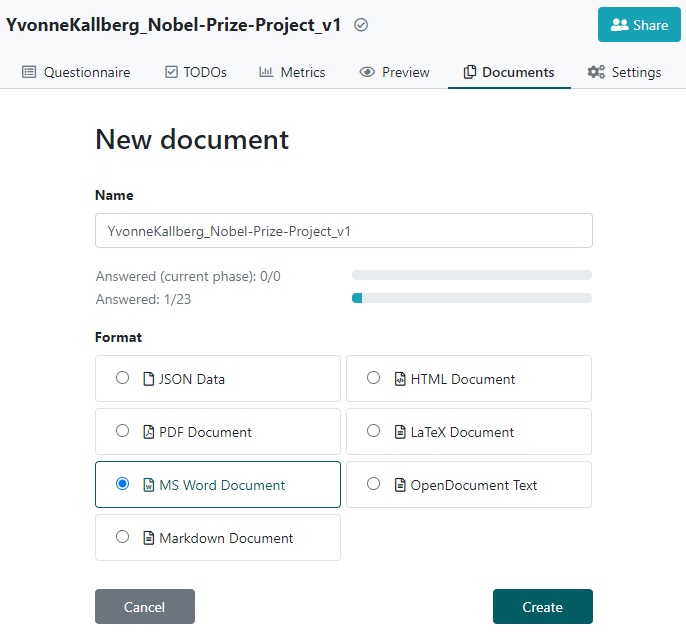 YvonneKallberg_Nobel-Prize-Project_v1
Share
Questionnaire TODOs Metrics Preview Documents Settings
New document
Name
YvonneKallberg_Nobel-Prize-Project_v1
Answered (current phase): 0/0
Answered: 1/23
Format
JSON Data
HTML Document
PDF Document
LaTeX Document
MS Word Document
OpenDocument Text
Markdown Document
Cancel
Create